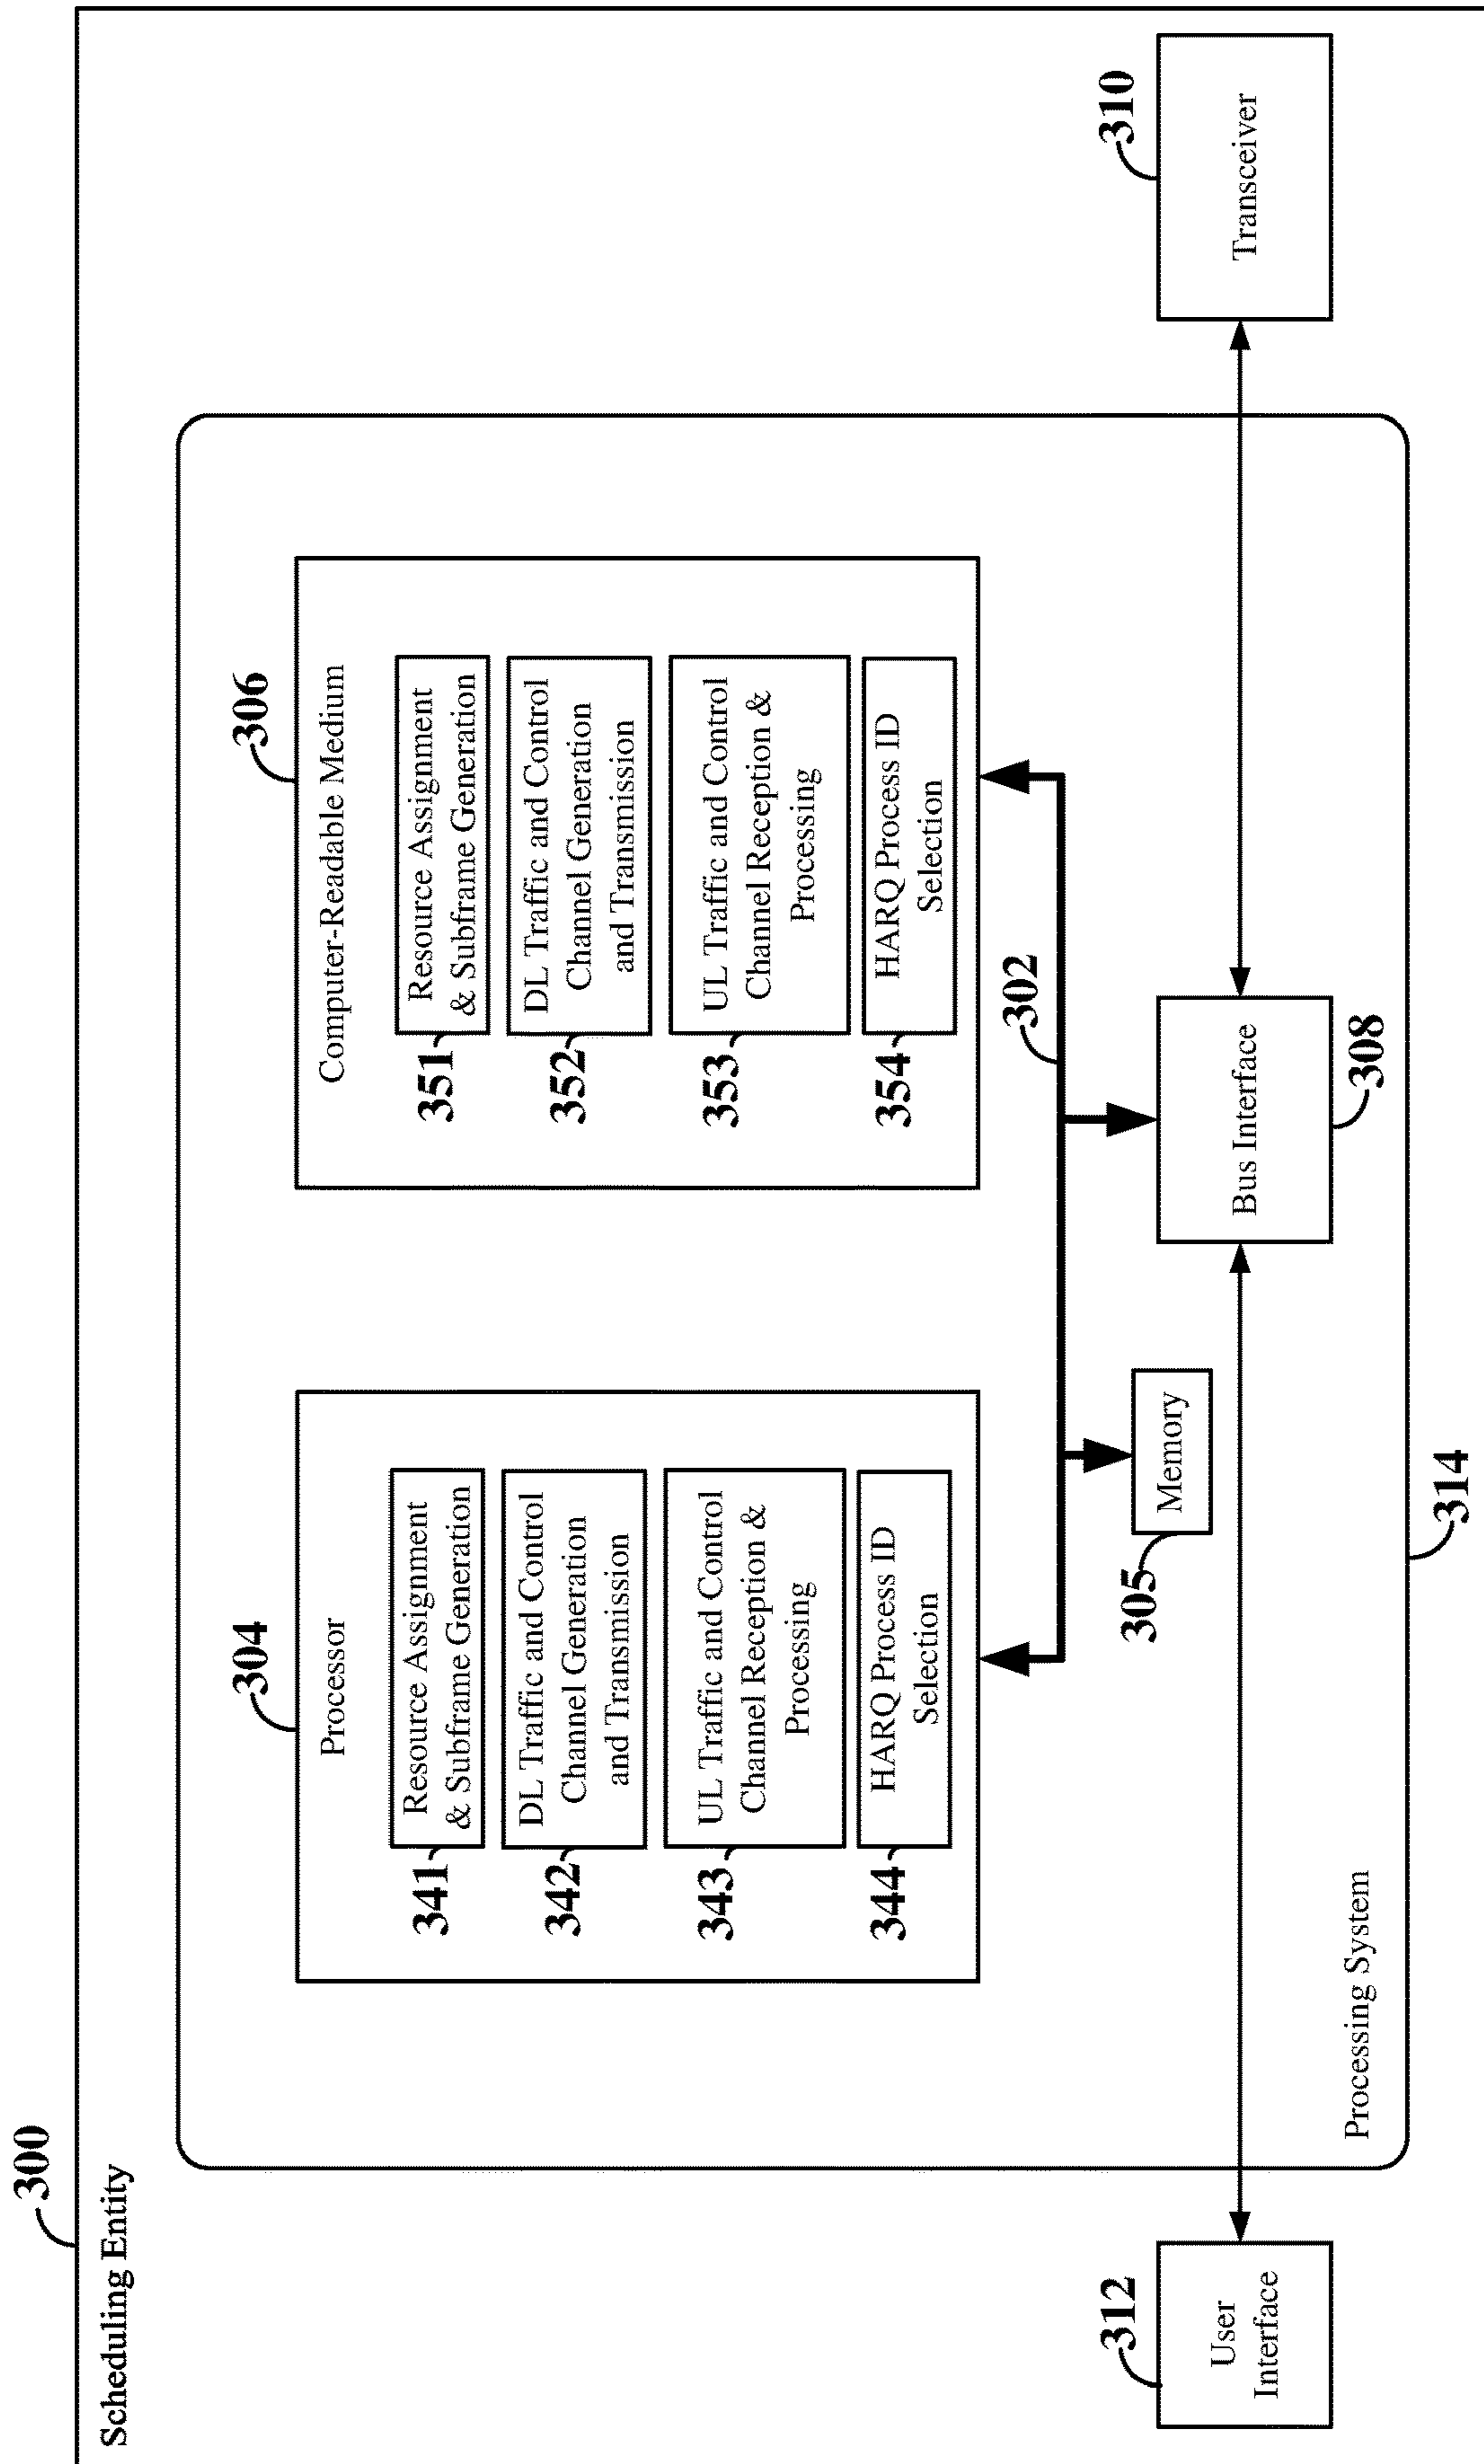 300
Scheduling Entity
304
Processor
341
Resource Assignment
& Subframe Generation
342
DL Traffic and Control
Channel Generation
and Transmission
343
UL Traffic and Control
Channel Reception &
Processing
344
HARQ Process ID
Selection
306
Computer-Readable Medium
351
Resource Assignment
& Subframe Generation
352
DL Traffic and Control
Channel Generation
and Transmission
353
UL Traffic and Control
Channel Reception &
Processing
354
HARQ Process ID
Selection
302
305
Memory
312
User
Interface
Bus Interface
308
310
Transceiver
Processing System
314